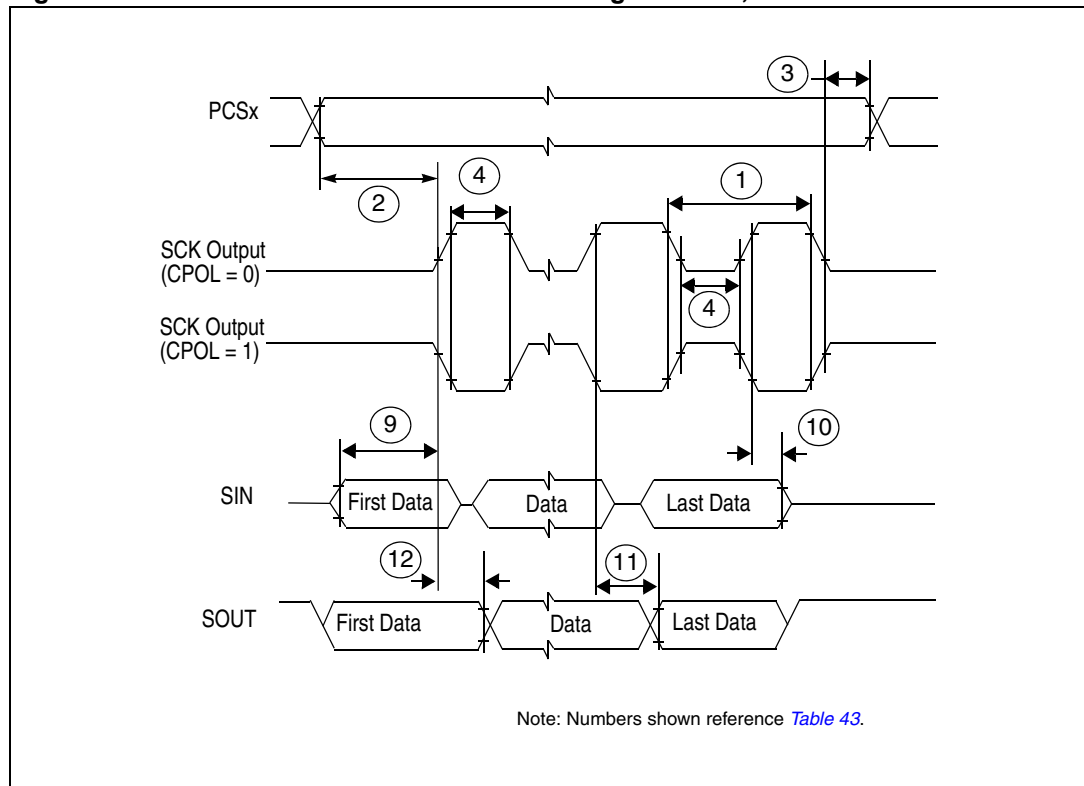 3
PCSx
2
4
1
SCK Output
(CPOL = 0)
4
SCK Output
(CPOL = 1)
9
10
SIN
First Data
Data
Last Data
12
11
SOUT
First Data
Data
Last Data
Note: Numbers shown reference Table 43.